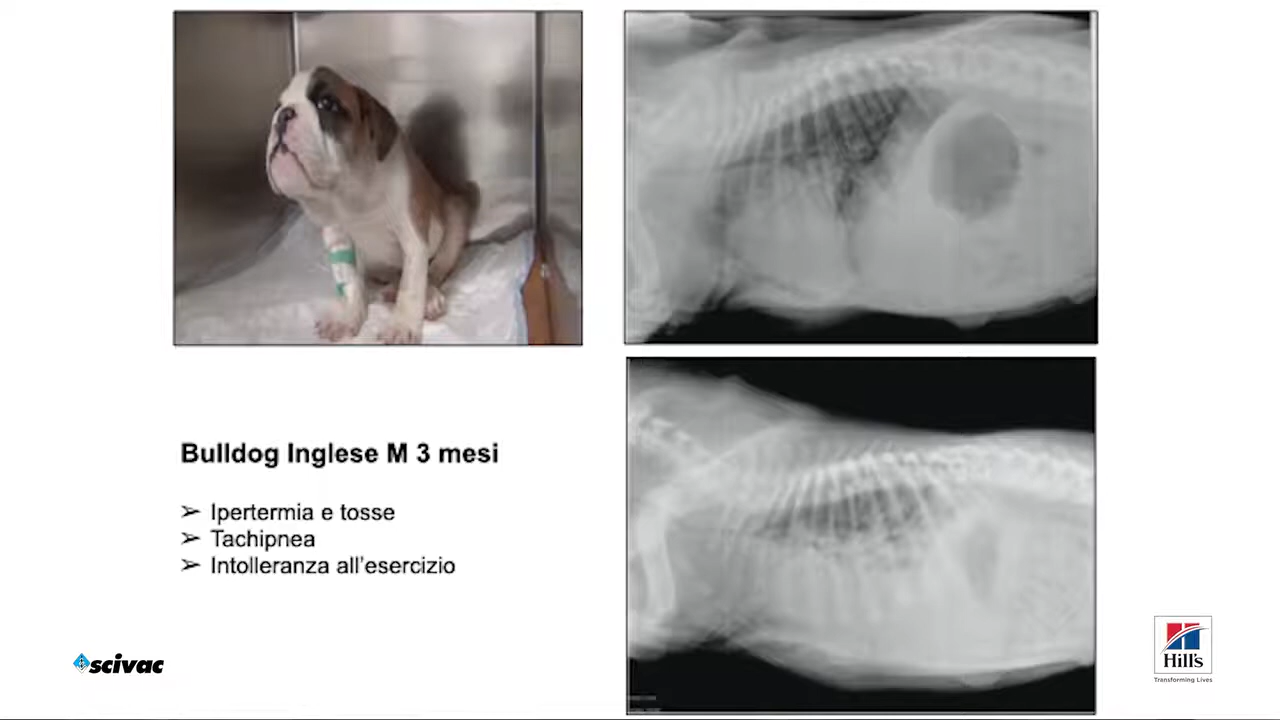 Bulldog Inglese M 3 mesi
➢ Ipertermia e tosse
➢ Tachipnea
➢ Intolleranza all'esercizio
scivac
Hill's
Transforming Lives